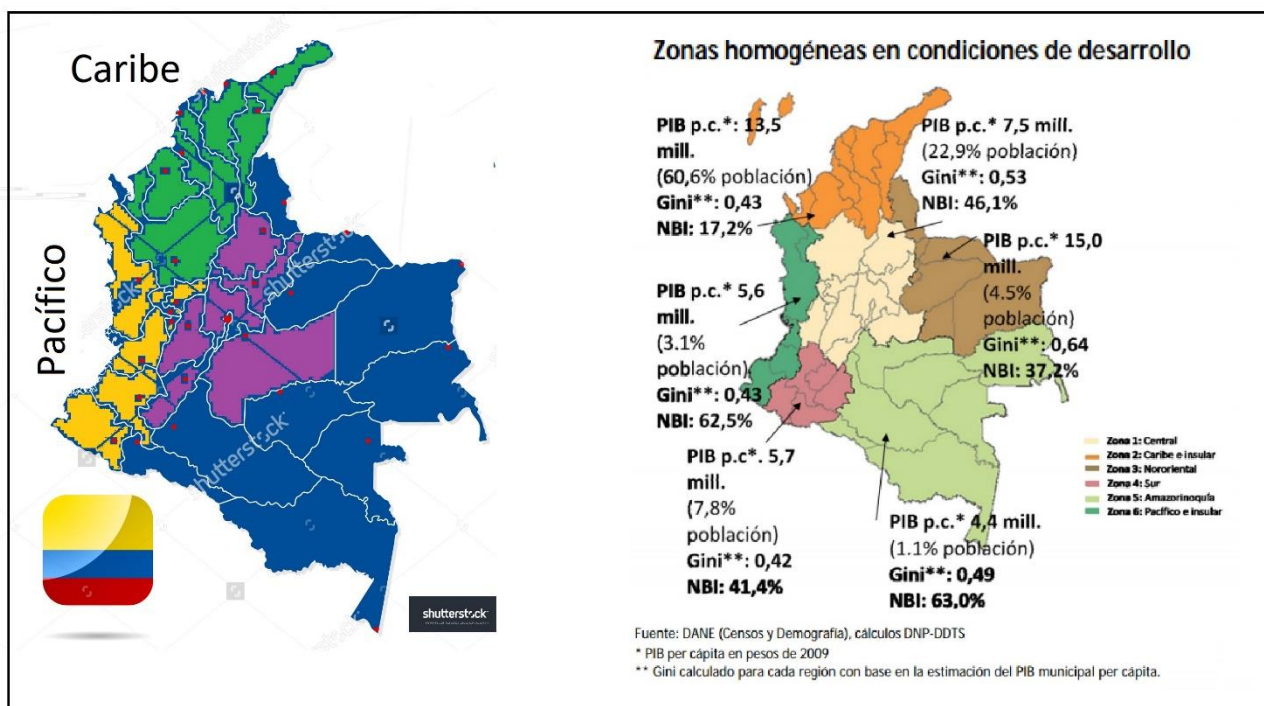 Caribe
Pacífico
shutterstock
shutterstock
shutterstock
shutterstock
shutterstock
Zonas homogéneas en condiciones de desarrollo
PIB p.c.*: 13,5
mill.
(60,6% población)
Gini**: 0,43
NBI: 17,2%
PIB p.c.* 7,5 mill.
(22,9% población)
Gini**: 0,53
NBI: 46,1%
PIB p.c.* 15,0
mill.
(4.5%
población)
Gini**: 0,64
NBI: 37,2%
PIB p.c.* 5,6
mill.
(3.1%
población)
Gini**: 0,43
NBI: 62,5%
PIB p.c*. 5,7
mill.
(7,8%
población)
Gini**: 0,42
NBI: 41,4%
PIB p.c.* 4,4 mill.
(1.1% población)
Gini**: 0,49
NBI: 63,0%
Zona 1: Central
Zona 2: Caribe e insular
Zona 3: Nororiental
Zona 4: Sur
Zona 5: Amazorinoquía
Zona 6: Pacífico e insular
Fuente: DANE (Censos y Demografía), cálculos DNP-DDTS
* PIB per cápita en pesos de 2009
** Gini calculado para cada región con base en la estimación del PIB municipal per cápita.